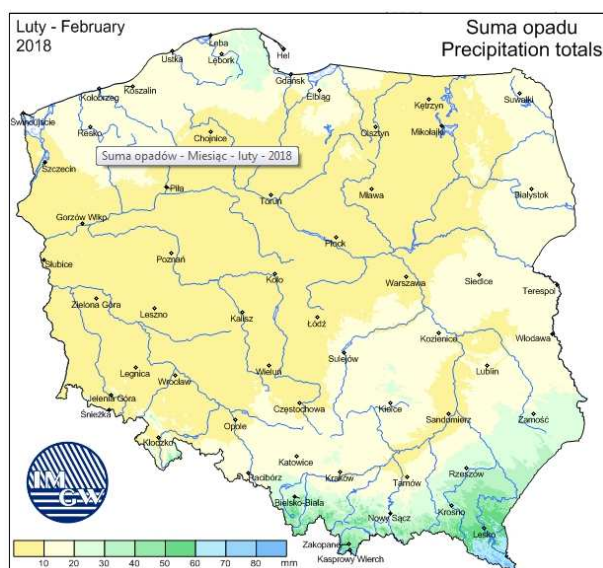 Luty - February
2018
Suma opadu
Precipitation totals
Łeba
Hel
Ustka
Lębork
Gdańsk
Koszalin
Kołobrzeg
Elbląg
Kętrzyn
Suwałki
Świnoujście
Resko
Chojnice
Olsztyn
Mikołajki
Suma opadów - Miesiąc - luty - 2018
Szczecin
Piła
Toruń
Mława
Białystok
Gorzów Wlkp
Płock
Słubice
Poznań
Koło
Warszawa
Siedlce
Terespol
Zielona Góra
Leszno
Kalisz
Łódź
Kozienice
Włodawa
Sulejów
Legnica
Wrocław
Wieluń
Lublin
Jelenia Góra
Śnieżka
Częstochowa
Kielce
Sandomierz
Zamość
Opole
Kłodzko
Katowice
Racibórz
Kraków
Tarnów
Rzeszów
Bielsko-Biała
Nowy Sącz
Krosno
Lesko
Zakopane
Kasprowy Wierch
IM
GW
10 20 30 40 50 60 70 80 mm